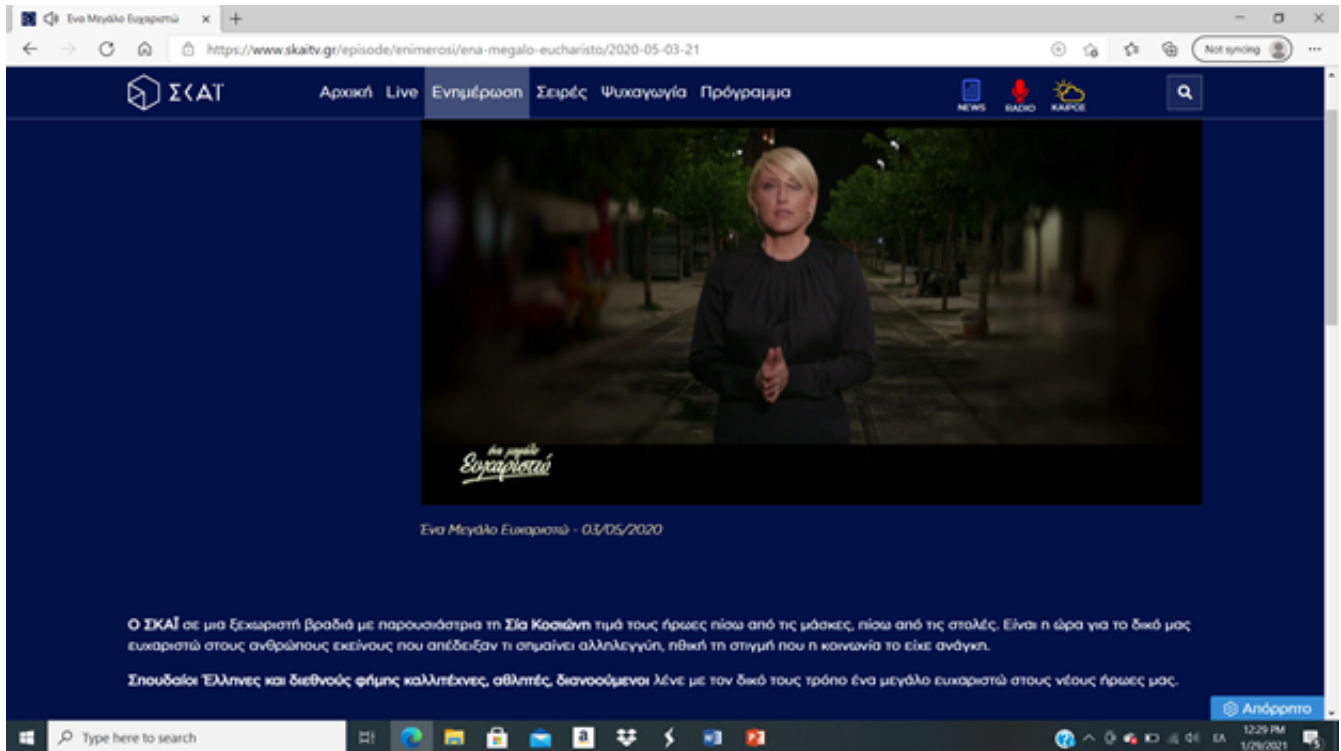 Ένα Μεγάλο Ευχαριστώ
https://www.skaitv.gr/episode/enimerosi/ena-megalo-eucharisto/2020-05-03-21
Not syncing
ΣΚΑΪ Αρχική Live Ενημέρωση Σειρές Ψυχαγωγία Πρόγραμμα
NEWS RADIO ΚΑΙΡΟΣ
ένα μεγάλο
Ευχαριστώ
Ένα Μεγάλο Ευχαριστώ - 03/05/2020
Ο ΣΚΑΪ σε μια ξεχωριστή βραδιά με παρουσιάστρια τη Σία Κοσιώνη τιμά τους ήρωες πίσω από τις μάσκες, πίσω από τις στολές. Είναι η ώρα για το δικό μας
ευχαριστώ στους ανθρώπους εκείνους που απέδειξαν τι σημαίνει αλληλεγγύη, ηθική τη στιγμή που η κοινωνία το είχε ανάγκη.
Σπουδαίοι Έλληνες και διεθνούς φήμης καλλιτέχνες, αθλητές, διανοούμενοι λένε με τον δικό τους τρόπο ένα μεγάλο ευχαριστώ στους νέους ήρωες μας.
Απόρρητο
Type here to search
a
ΕΛ
12:29 PM
1/29/2021